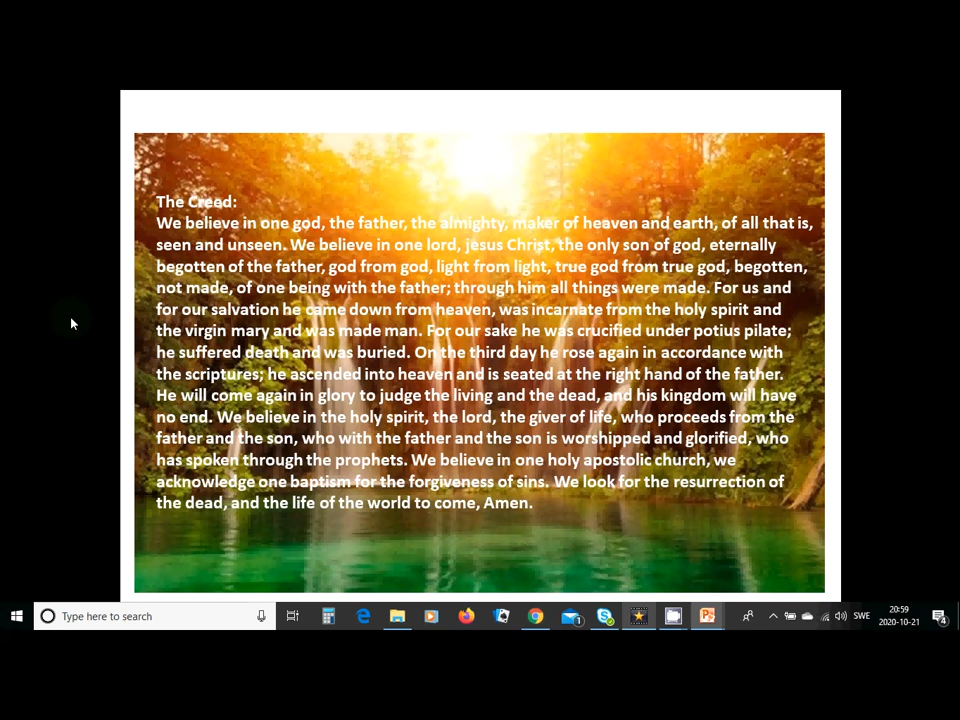 The Creed:
We believe in one god, the father, the almighty, maker of heaven and earth, of all that is,
seen and unseen. We believe in one lord, jesus Christ, the only son of god, eternally
begotten of the father, god from god, light from light, true god from true god, begotten,
not made, of one being with the father; through him all things were made. For us and
for our salvation he came down from heaven, was incarnate from the holy spirit and
the virgin mary and was made man. For our sake he was crucified under potius pilate;
he suffered death and was buried. On the third day he rose again in accordance with
the scriptures; he ascended into heaven and is seated at the right hand of the father.
He will come again in glory to judge the living and the dead, and his kingdom will have
no end. We believe in the holy spirit, the lord, the giver of life, who proceeds from the
father and the son, who with the father and the son is worshipped and glorified, who
has spoken through the prophets. We believe in one holy apostolic church, we
acknowledge one baptism for the forgiveness of sins. We look for the resurrection of
the dead, and the life of the world to come, Amen.
Type here to search
1
SWE
20:59
2020-10-21
4